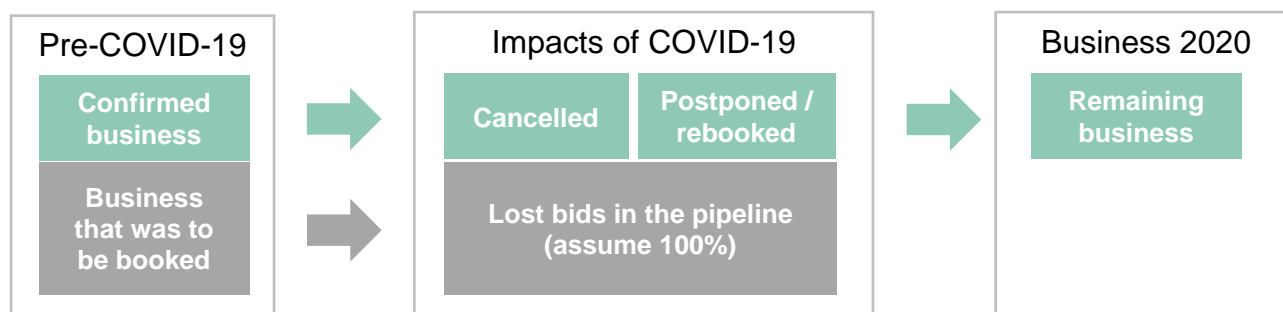 Pre-COVID-19
Confirmed
business
Business
that was to
be booked
Impacts of COVID-19
Cancelled
Postponed /
rebooked
Lost bids in the pipeline
(assume 100%)
Business 2020
Remaining
business